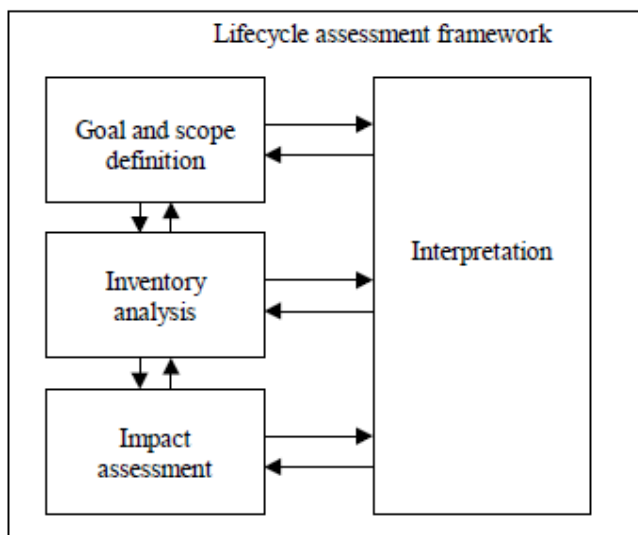 Lifecycle assessment framework
Goal and scope
definition
Inventory
analysis
Interpretation
Impact
assessment